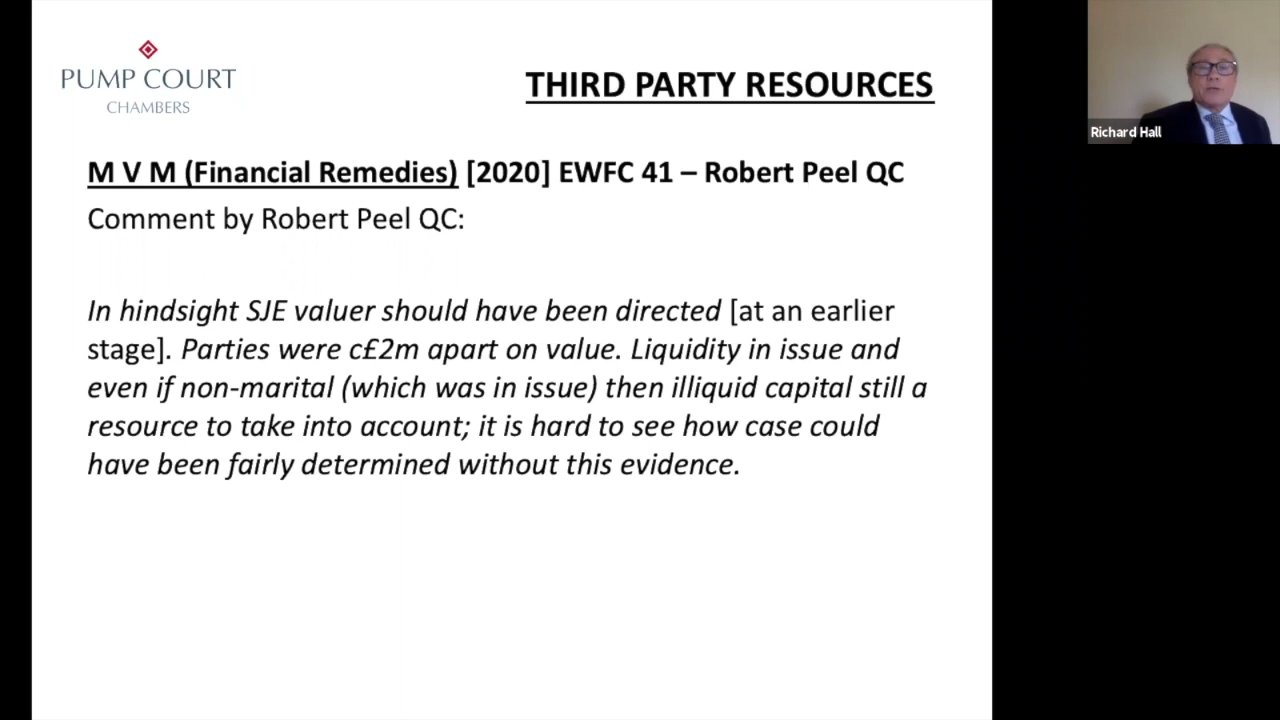 PUMP COURT
CHAMBERS
THIRD PARTY RESOURCES
M V M (Financial Remedies) [2020] EWFC 41 – Robert Peel QC
Comment by Robert Peel QC:
In hindsight SJE valuer should have been directed [at an earlier
stage]. Parties were c£2m apart on value. Liquidity in issue and
even if non-marital (which was in issue) then illiquid capital still a
resource to take into account; it is hard to see how case could
have been fairly determined without this evidence.
Richard Hall